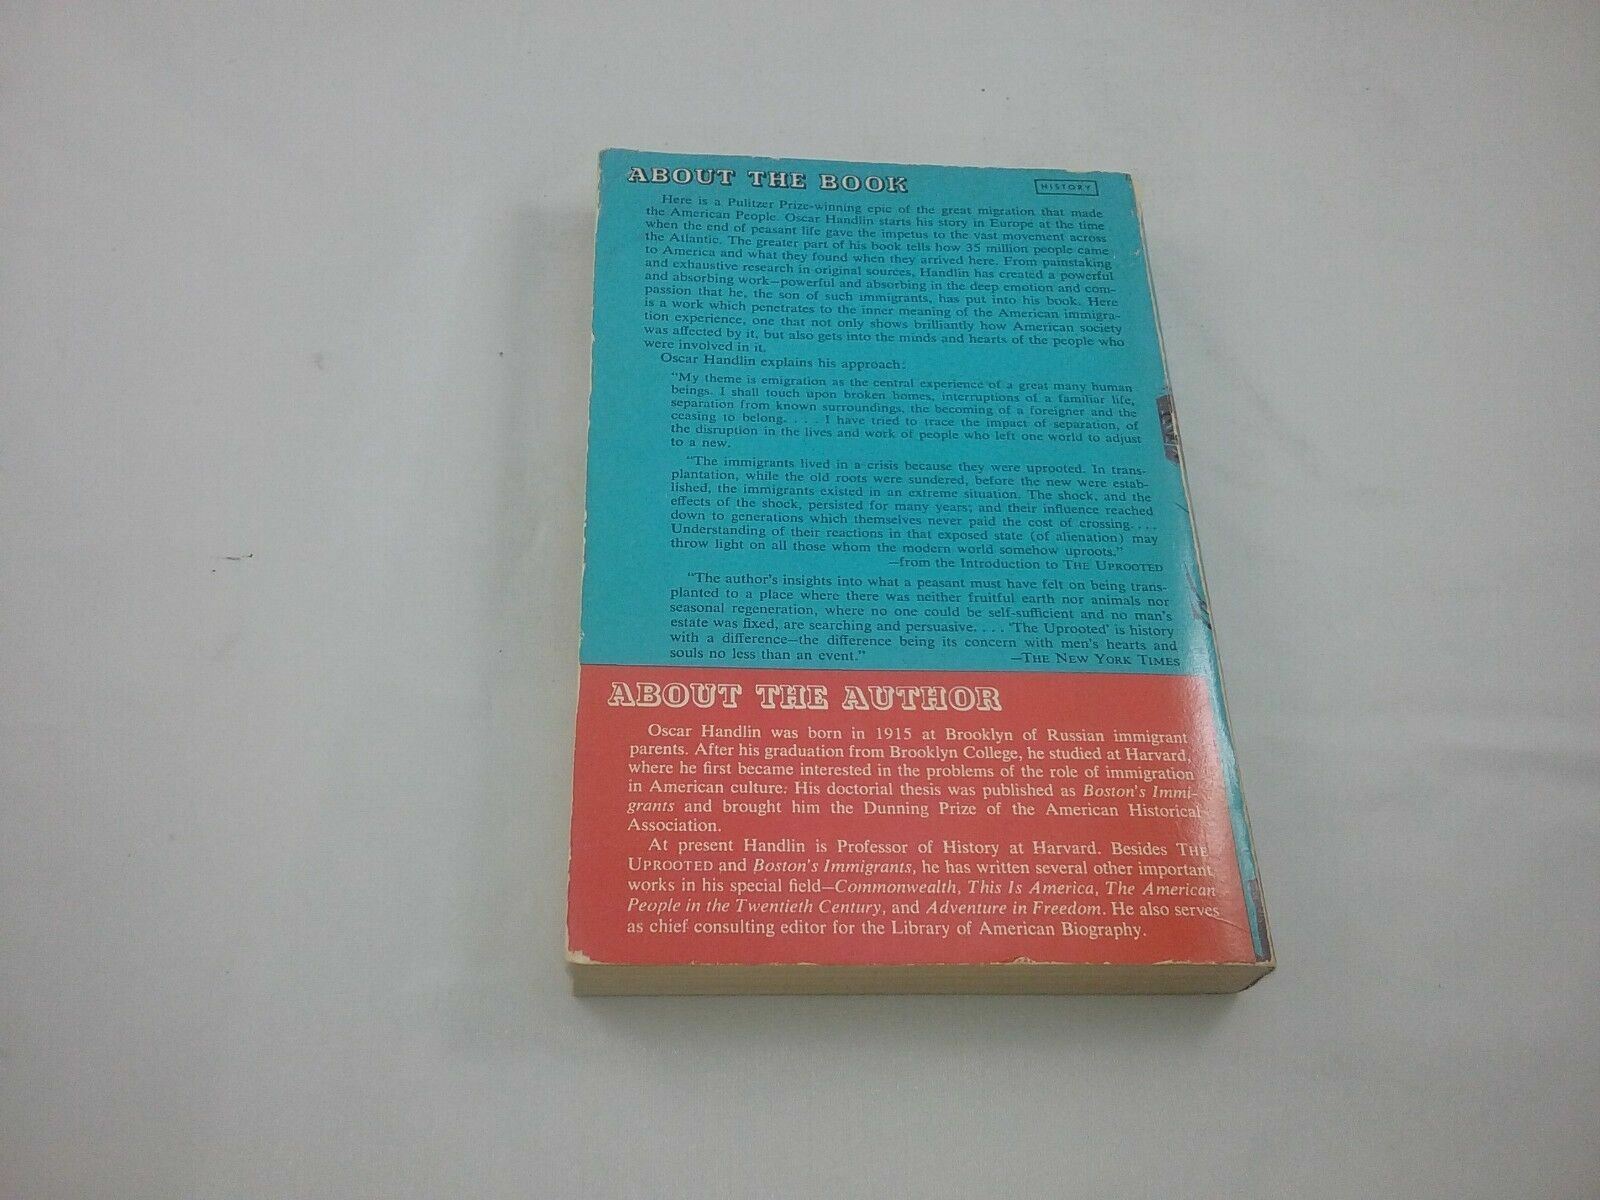 ABOUT THE BOOK
HISTORY
Here is a Pulitzer Prize-winning epic of the great migration that made
the American People. Oscar Handlin starts his story in Europe at the time
when the end of peasant life gave the impetus to the vast movement across
the Atlantic. The greater part of his book tells how 35 million people came
to America and what they found when they arrived here. From painstaking
and exhaustive research in original sources, Handlin has created a powerful
and absorbing work—powerful and absorbing in the deep emotion and com-
passion that he, the son of such immigrants, has put into his book. Here
is a work which penetrates to the inner meaning of the American immigra-
tion experience, one that not only shows brilliantly how American society
was affected by it, but also gets into the minds and hearts of the people who
were involved in it.
Oscar Handlin explains his approach:
"My theme is emigration as the central experience of a great many human
beings. I shall touch upon broken homes, interruptions of a familiar life,
separation from known surroundings, the becoming of a foreigner and the
ceasing to belong. . . . I have tried to trace the impact of separation, of
the disruption in the lives and work of people who left one world to adjust
to a new.
"The immigrants lived in a crisis because they were uprooted. In trans-
plantation, while the old roots were sundered, before the new were estab-
lished, the immigrants existed in an extreme situation. The shock, and the
effects of the shock, persisted for many years; and their influence reached
down to generations which themselves never paid the cost of crossing. . . .
Understanding of their reactions in that exposed state (of alienation) may
throw light on all those whom the modern world somehow uproots."
—from the Introduction to THE UPROOTED
"The author's insights into what a peasant must have felt on being trans-
planted to a place where there was neither fruitful earth nor animals nor
seasonal regeneration, where no one could be self-sufficient and no man's
estate was fixed, are searching and persuasive. . . . 'The Uprooted' is history
with a difference—the difference being its concern with men's hearts and
souls no less than an event." —THE NEW YORK TIMES
ABOUT THE AUTHOR
Oscar Handlin was born in 1915 at Brooklyn of Russian immigrant
parents. After his graduation from Brooklyn College, he studied at Harvard,
where he first became interested in the problems of the role of immigration
in American culture. His doctorial thesis was published as Boston's Immi-
grants and brought him the Dunning Prize of the American Historical
Association.
At present Handlin is Professor of History at Harvard. Besides THE
UPROOTED and Boston's Immigrants, he has written several other important
works in his special field—Commonwealth, This Is America, The American
People in the Twentieth Century, and Adventure in Freedom. He also serves
as chief consulting editor for the Library of American Biography.